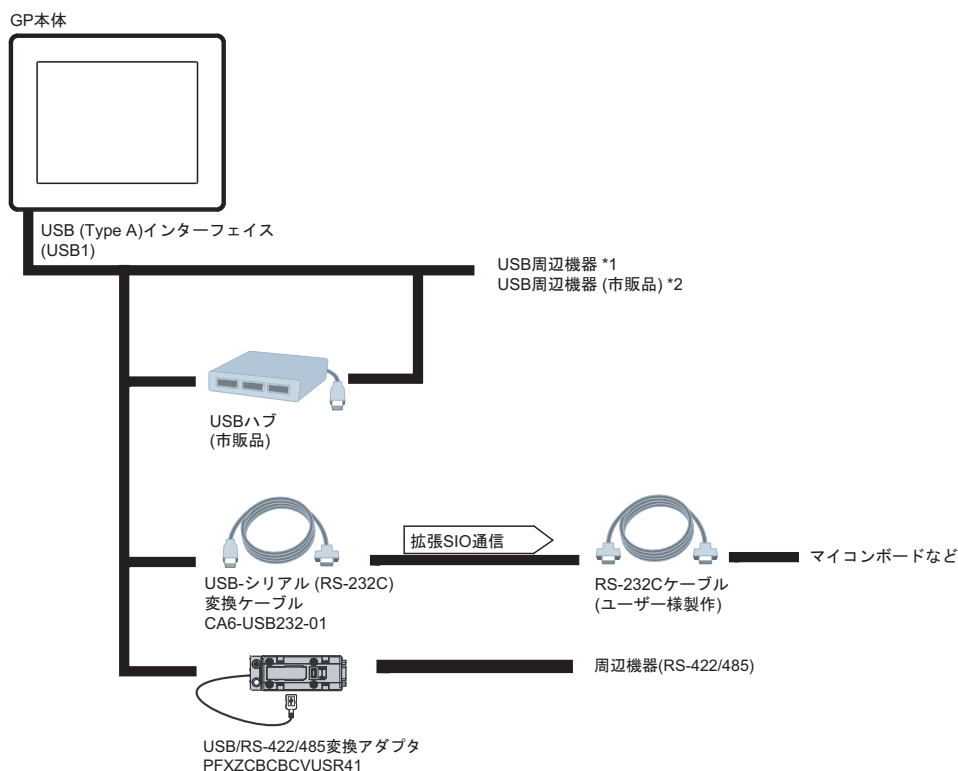 GP本体
USB (Type A)インターフェイス
(USB1)
USB周辺機器 *1
USB周辺機器 (市販品) *2
USBハブ
(市販品)
拡張SIO通信
USB-シリアル (RS-232C)
変換ケーブル
CA6-USB232-01
RS-232Cケーブル
(ユーザー様製作)
マイコンボードなど
周辺機器(RS-422/485)
USB/RS-422/485変換アダプタ
PFXZCBCBCVUSR41